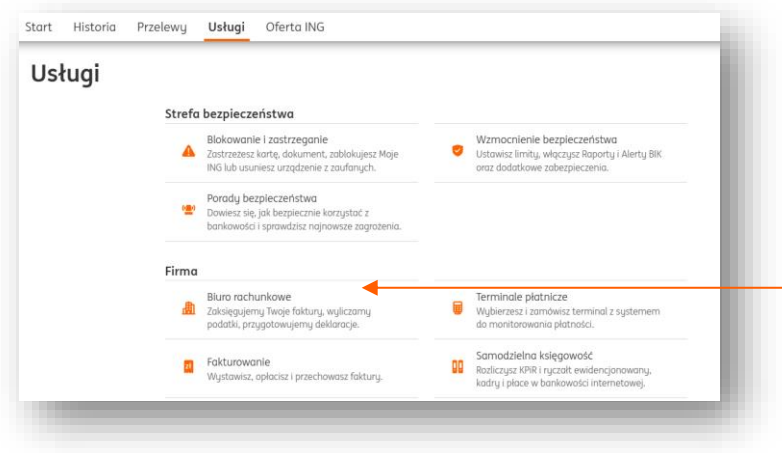 Start Historia Przelewy Usługi Oferta ING
Usługi
Strefa bezpieczeństwa
Blokowanie i zastrzeganie
Zastrzeżesz kartę, dokument, zablokujesz Moje
ING lub usuniesz urządzenie z zaufanych.
Wzmocnienie bezpieczeństwa
Ustawisz limity, włączysz Raporty i Alerty BIK
oraz dodatkowe zabezpieczenia.
Porady bezpieczeństwa
Dowiesz się, jak bezpiecznie korzystać z
bankowości i sprawdzisz najnowsze zagrożenia.
Firma
Biuro rachunkowe
Zaksięgujemy Twoje faktury, wyliczamy
podatki, przygotowujemy deklaracje.
Terminale płatnicze
Wybierzesz i zamówisz terminal z systemem
do monitorowania płatności.
Fakturowanie
Wystawisz, opłacisz i przechowasz faktury.
Samodzielna księgowość
Rozliczysz KPiR i ryczałt ewidencjonowany,
kadry i płace w bankowości internetowej.